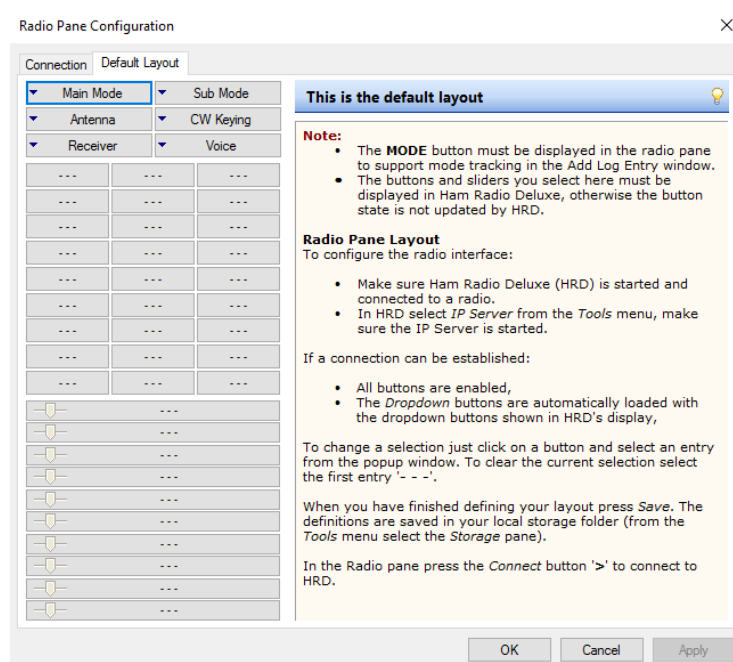 Radio Pane Configuration
Connection Default Layout
Main Mode Sub Mode
Antenna CW Keying
Receiver Voice
--- --- ---
--- --- ---
--- --- ---
--- --- ---
--- --- ---
--- --- ---
--- --- ---
--- --- ---
--- --- ---
---
---
---
---
---
---
---
---
---
---
This is the default layout
Note:
• The MODE button must be displayed in the radio pane
to support mode tracking in the Add Log Entry window.
• The buttons and sliders you select here must be
displayed in Ham Radio Deluxe, otherwise the button
state is not updated by HRD.
Radio Pane Layout
To configure the radio interface:
• Make sure Ham Radio Deluxe (HRD) is started and
connected to a radio.
• In HRD select IP Server from the Tools menu, make
sure the IP Server is started.
If a connection can be established:
• All buttons are enabled,
• The Dropdown buttons are automatically loaded with
the dropdown buttons shown in HRD's display,
To change a selection just click on a button and select an entry
from the popup window. To clear the current selection select
the first entry '- - -'.
When you have finished defining your layout press Save. The
definitions are saved in your local storage folder (from the
Tools menu select the Storage pane).
In the Radio pane press the Connect button '>' to connect to
HRD.
OK Cancel Apply